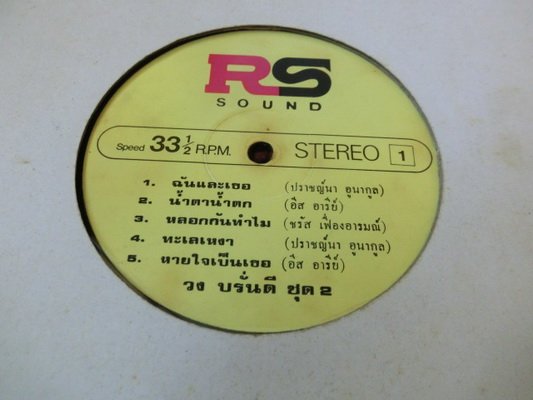 RS
SOUND
Speed 33 1/2 R.P.M. STEREO 1
1. ฉันและเธอ (ปราชญ์นา อูนากูล)
2. น้ำตาน้ำตก (อี๊ส อารีย์)
3. หลอกกันทำไม (ชรัส เฟื่องอารมณ์)
4. ทะเลเหงา (ปราชญ์นา อูนากูล)
5. หายใจเป็นเธอ (อี๊ส อารีย์)
วง บรั่นดี ชุด 2